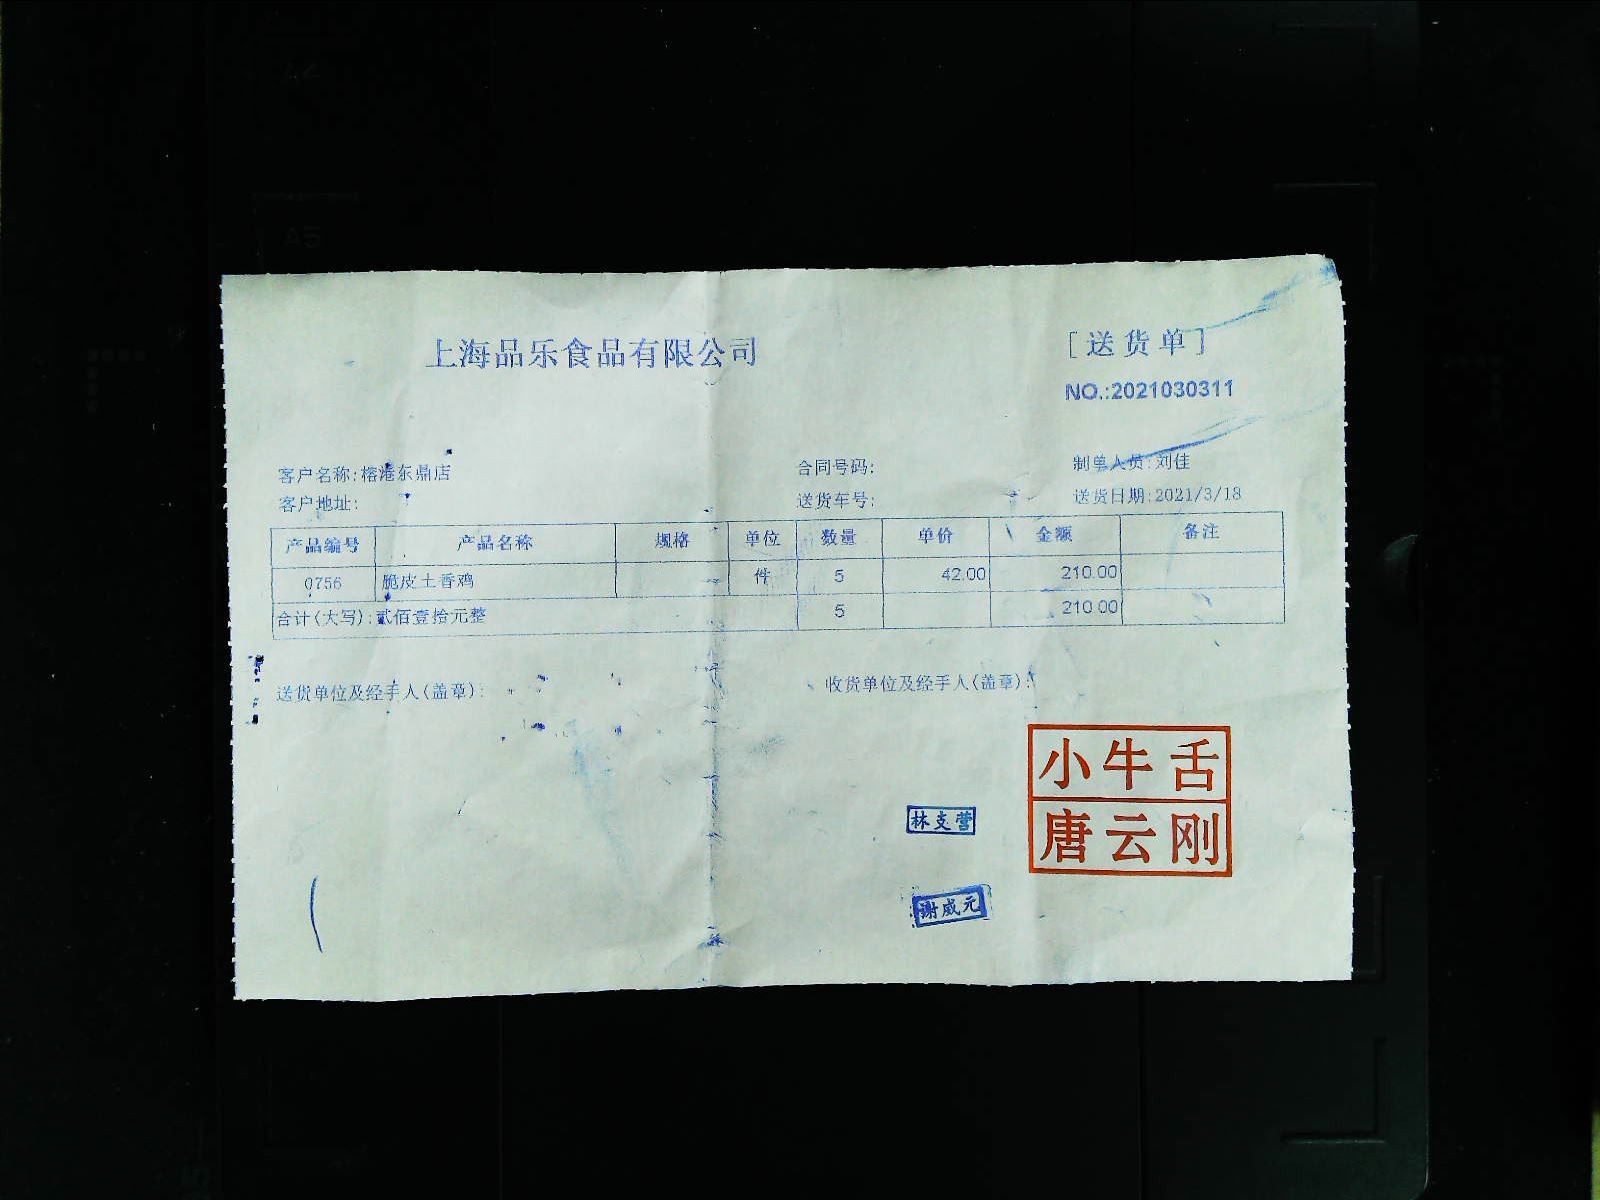 上海品乐食品有限公司
[送货单]
NO.:2021030311
客户名称:榕港东鼎店 合同号码: 制单人员:刘佳
客户地址: 送货车号: 送货日期:2021/3/18
产品编号 产品名称 规格 单位 数量 单价 金额 备注
0756 脆皮土香鸡 件 5 42.00 210.00
合计(大写):贰佰壹拾元整 5 210.00
送货单位及经手人(盖章): 收货单位及经手人(盖章):
小牛舌
唐云刚
林支营
谢威元
A5